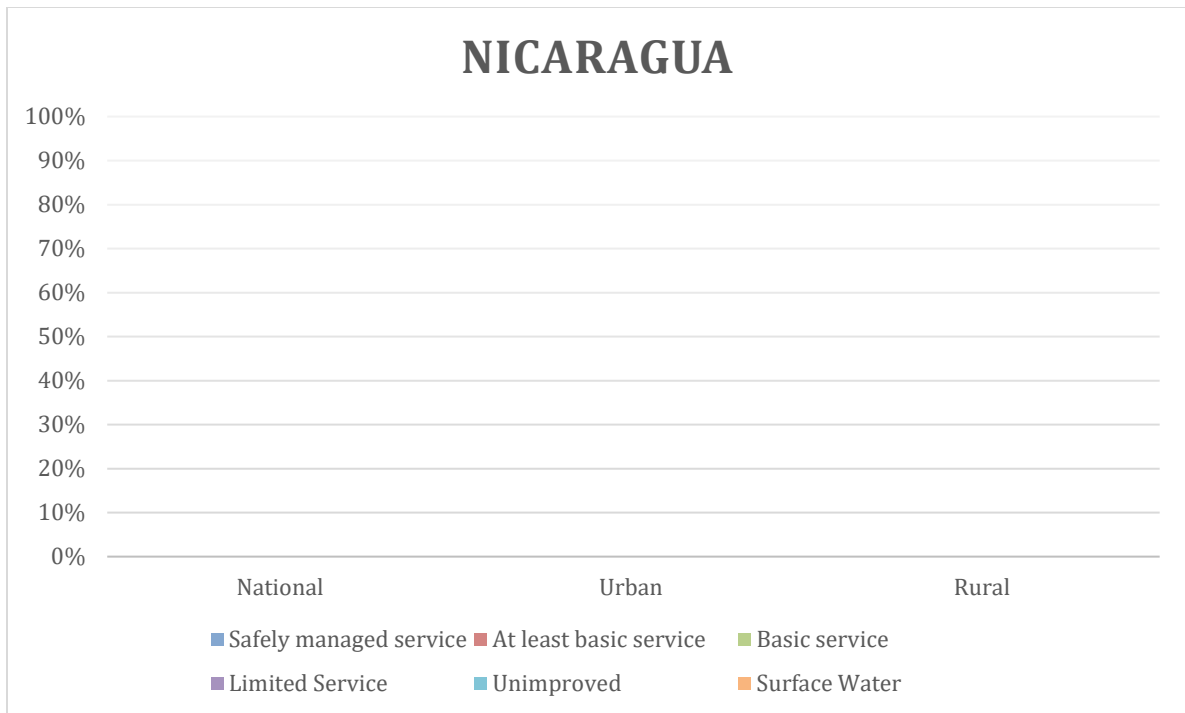 NICARAGUA
100%
90%
80%
70%
60%
50%
40%
30%
20%
10%
0%
National Urban Rural
Safely managed service At least basic service Basic service
Limited Service Unimproved Surface Water